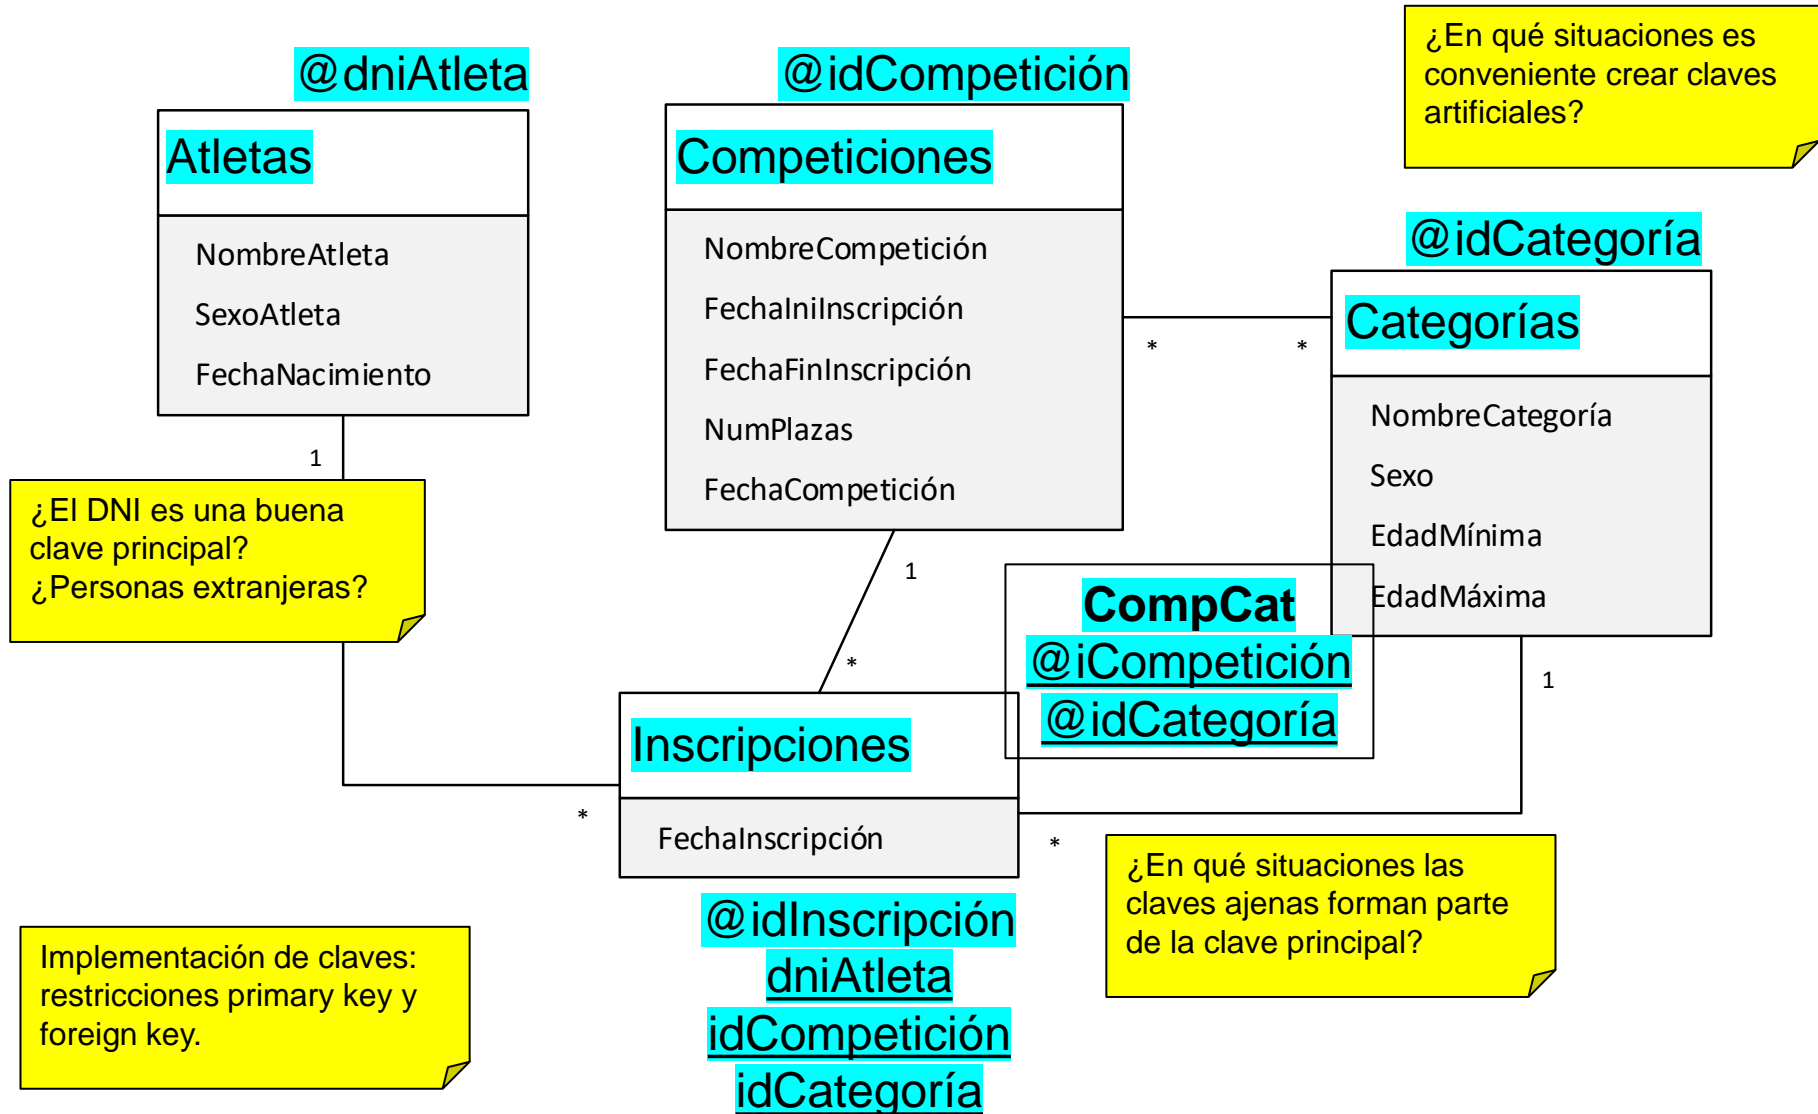 @dniAtleta
Atletas
NombreAtleta
SexoAtleta
FechaNacimiento
1
@idCompetición
Competiciones
NombreCompetición
FechaIniInscripción
FechaFinInscripción
NumPlazas
FechaCompetición
¿En qué situaciones es
conveniente crear claves
artificiales?
@idCategoría
Categorías
NombreCategoría
Sexo
EdadMínima
EdadMáxima
*
*
¿El DNI es una buena
clave principal?
¿Personas extranjeras?
1
*
CompCat
@iCompetición
@idCategoría
1
Inscripciones
FechaInscripción
*
*
@idInscripción
dniAtleta
idCompetición
idCategoría
¿En qué situaciones las
claves ajenas forman parte
de la clave principal?
Implementación de claves:
restricciones primary key y
foreign key.